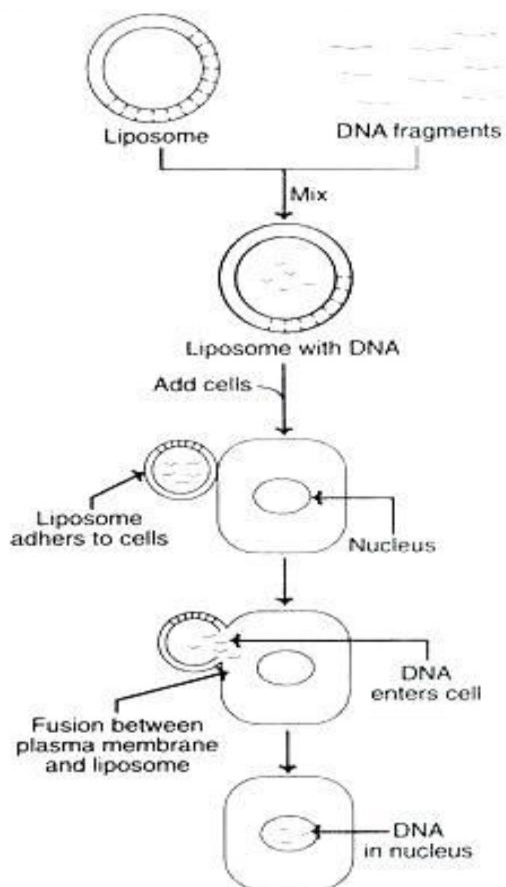 Liposome
DNA fragments
Mix
Liposome with DNA
Add cells
Liposome
adhers to cells
Nucleus
DNA
enters cell
Fusion between
plasma membrane
and liposome
DNA
in nucleus